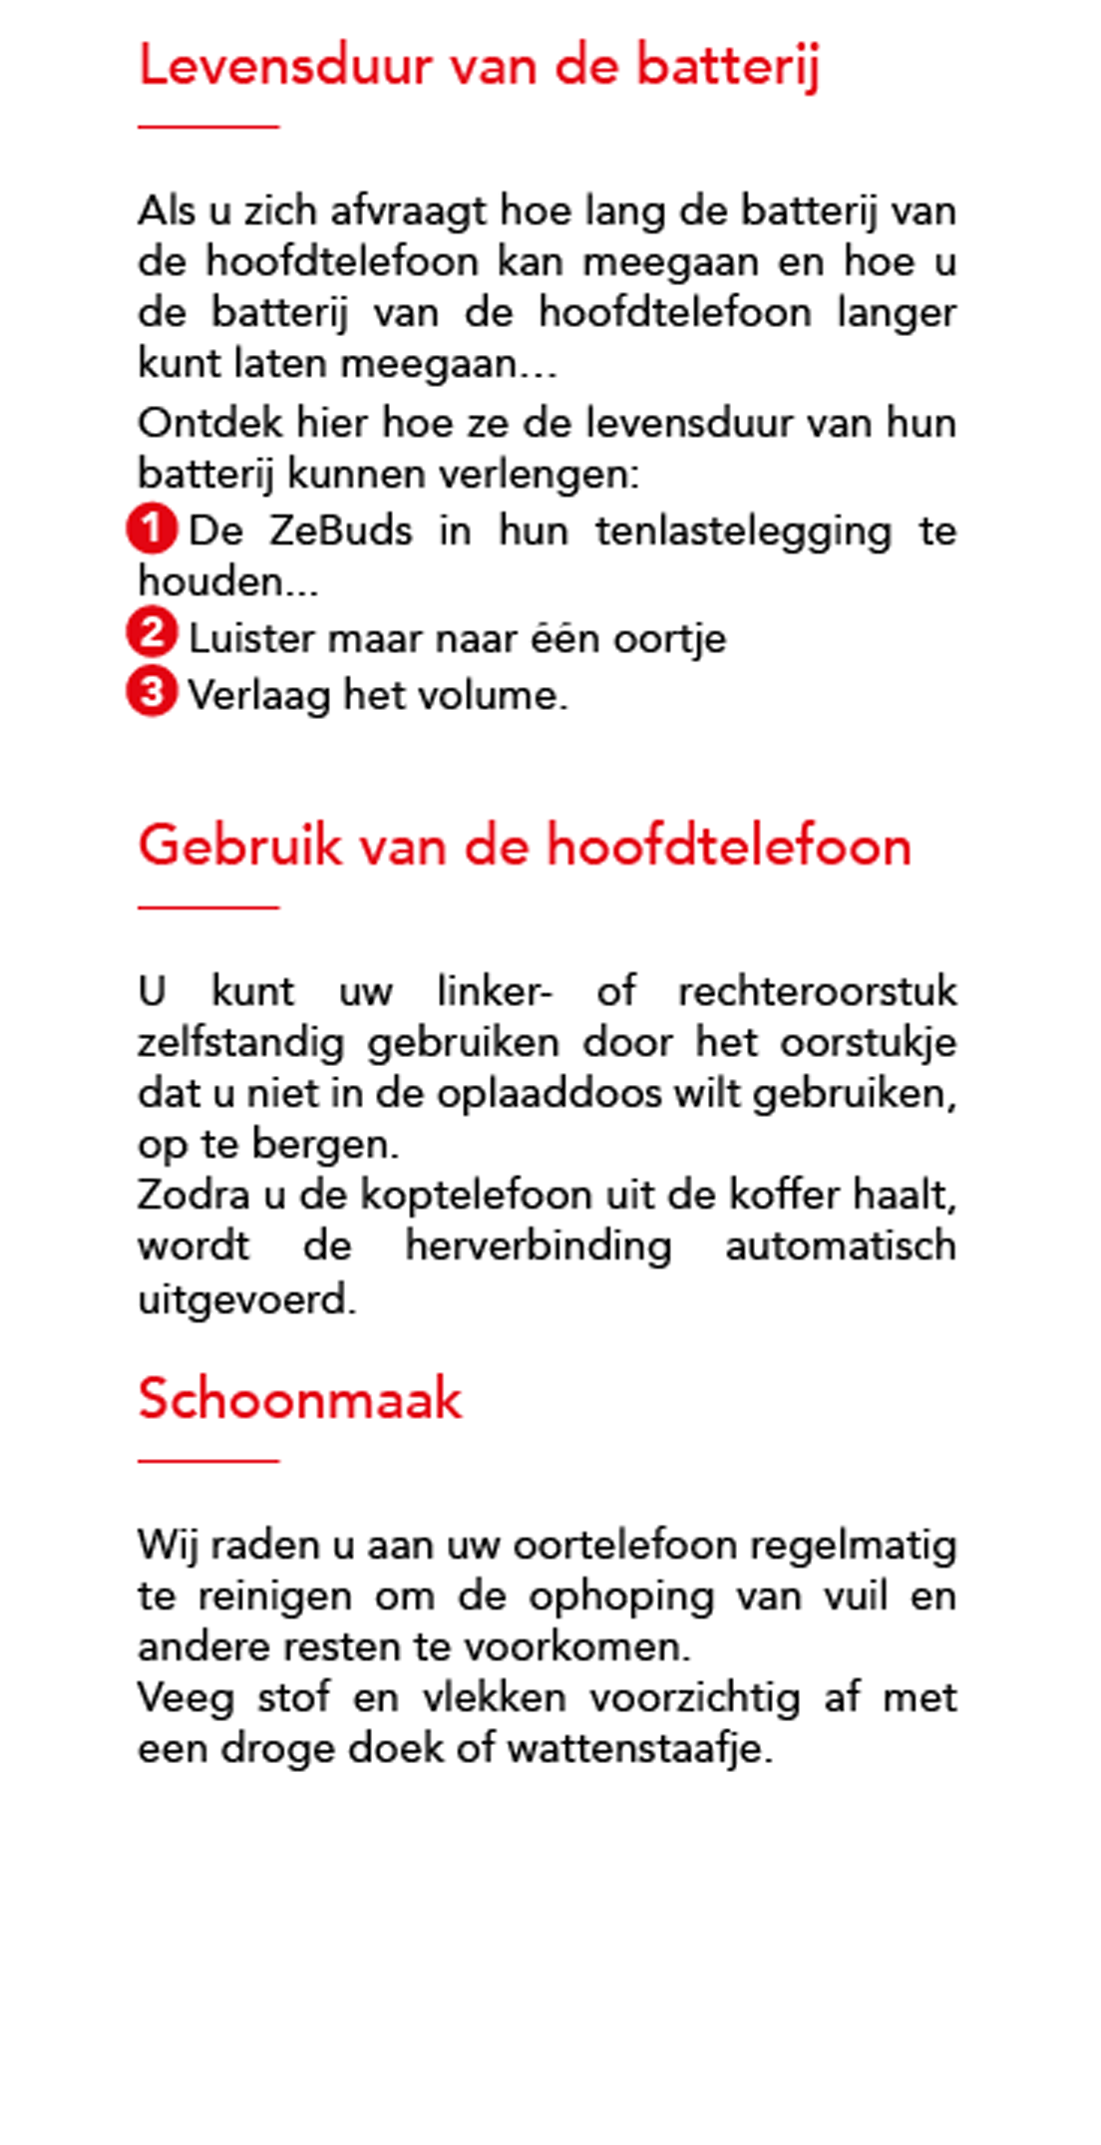 Levensduur van de batterij
Als u zich afvraagt hoe lang de batterij van
de hoofdtelefoon kan meegaan en hoe u
de batterij van de hoofdtelefoon langer
kunt laten meegaan...
Ontdek hier hoe ze de levensduur van hun
batterij kunnen verlengen:
1 De ZeBuds in hun tenlastelegging te
houden...
2 Luister maar naar één oortje
3 Verlaag het volume.
Gebruik van de hoofdtelefoon
U kunt uw linker- of rechteroorstuk
zelfstandig gebruiken door het oorstukje
dat u niet in de oplaaddoos wilt gebruiken,
op te bergen.
Zodra u de koptelefoon uit de koffer haalt,
wordt de herverbinding automatisch
uitgevoerd.
Schoonmaak
Wij raden u aan uw oortelefoon regelmatig
te reinigen om de ophoping van vuil en
andere resten te voorkomen.
Veeg stof en vlekken voorzichtig af met
een droge doek of wattenstaafje.